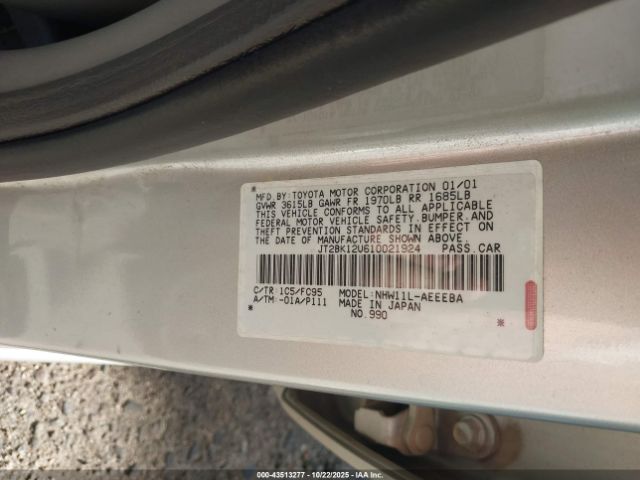 MFD BY:TOYOTA MOTOR CORPORATION 01/01
GVWR 3615LB GAWR FR 1970LB RR 1685LB
THIS VEHICLE CONFORMS TO ALL APPLICABLE
FEDERAL MOTOR VEHICLE SAFETY,BUMPER,AND
THEFT PREVENTION STANDARDS IN EFFECT ON
THE DATE OF MANUFACTURE SHOWN ABOVE.
JT2BK12U610021924 PASS.CAR
C/TR:1C5/FC95 MODEL:NHW11L-AEEEBA
A/TM:-01A/P111 MADE IN JAPAN
NO.990
00-43513277 - 10/22/2025 - IAAI.com